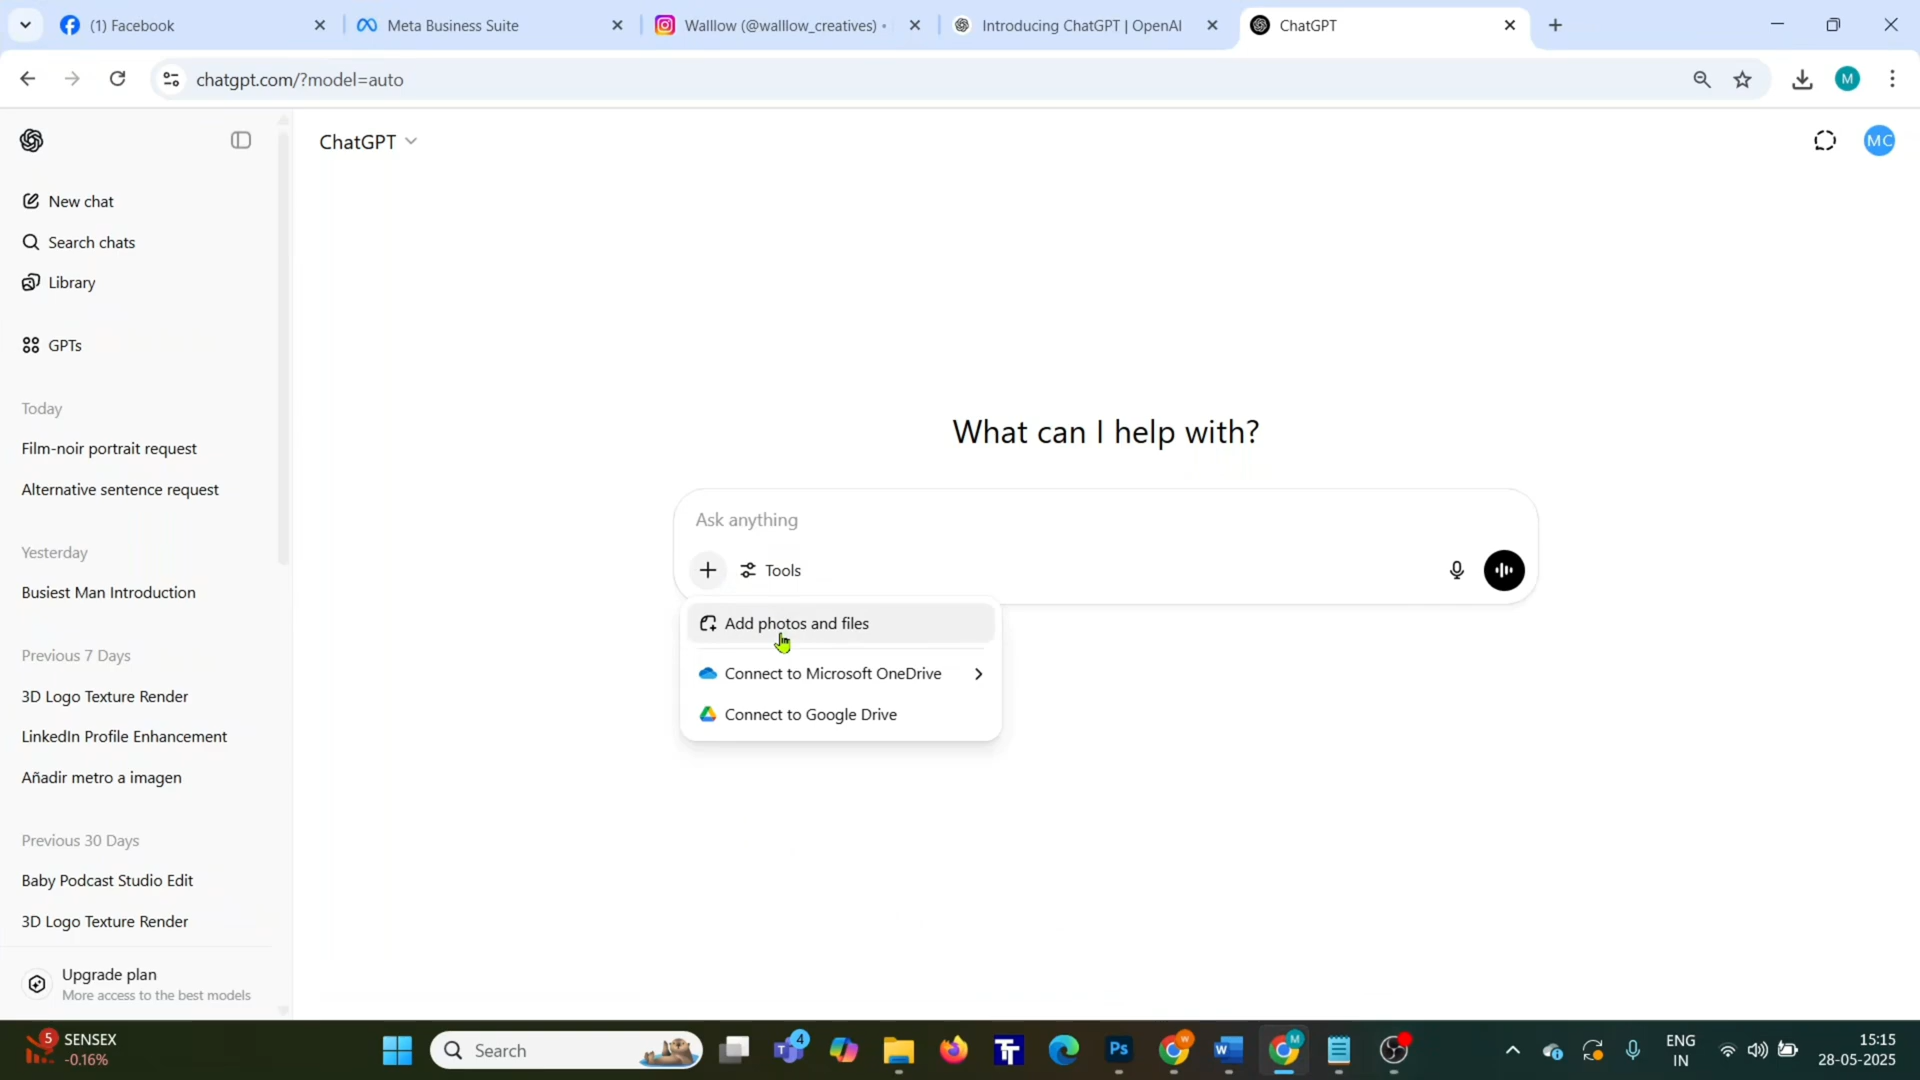 (1) Facebook
Meta Business Suite
Walllow (@walllow_creatives) •
Introducing ChatGPT | OpenAI
ChatGPT
chatgpt.com/?model=auto
M
ChatGPT
MC
New chat
Search chats
Library
GPTs
Today
Film-noir portrait request
Alternative sentence request
Yesterday
Busiest Man Introduction
Previous 7 Days
3D Logo Texture Render
LinkedIn Profile Enhancement
Añadir metro a imagen
Previous 30 Days
Baby Podcast Studio Edit
3D Logo Texture Render
Upgrade plan
More access to the best models
What can I help with?
Ask anything
Tools
Add photos and files
Connect to Microsoft OneDrive
Connect to Google Drive
5
SENSEX
-0.16%
Search
4
Ps
W
M
ENG
IN
15:15
28-05-2025